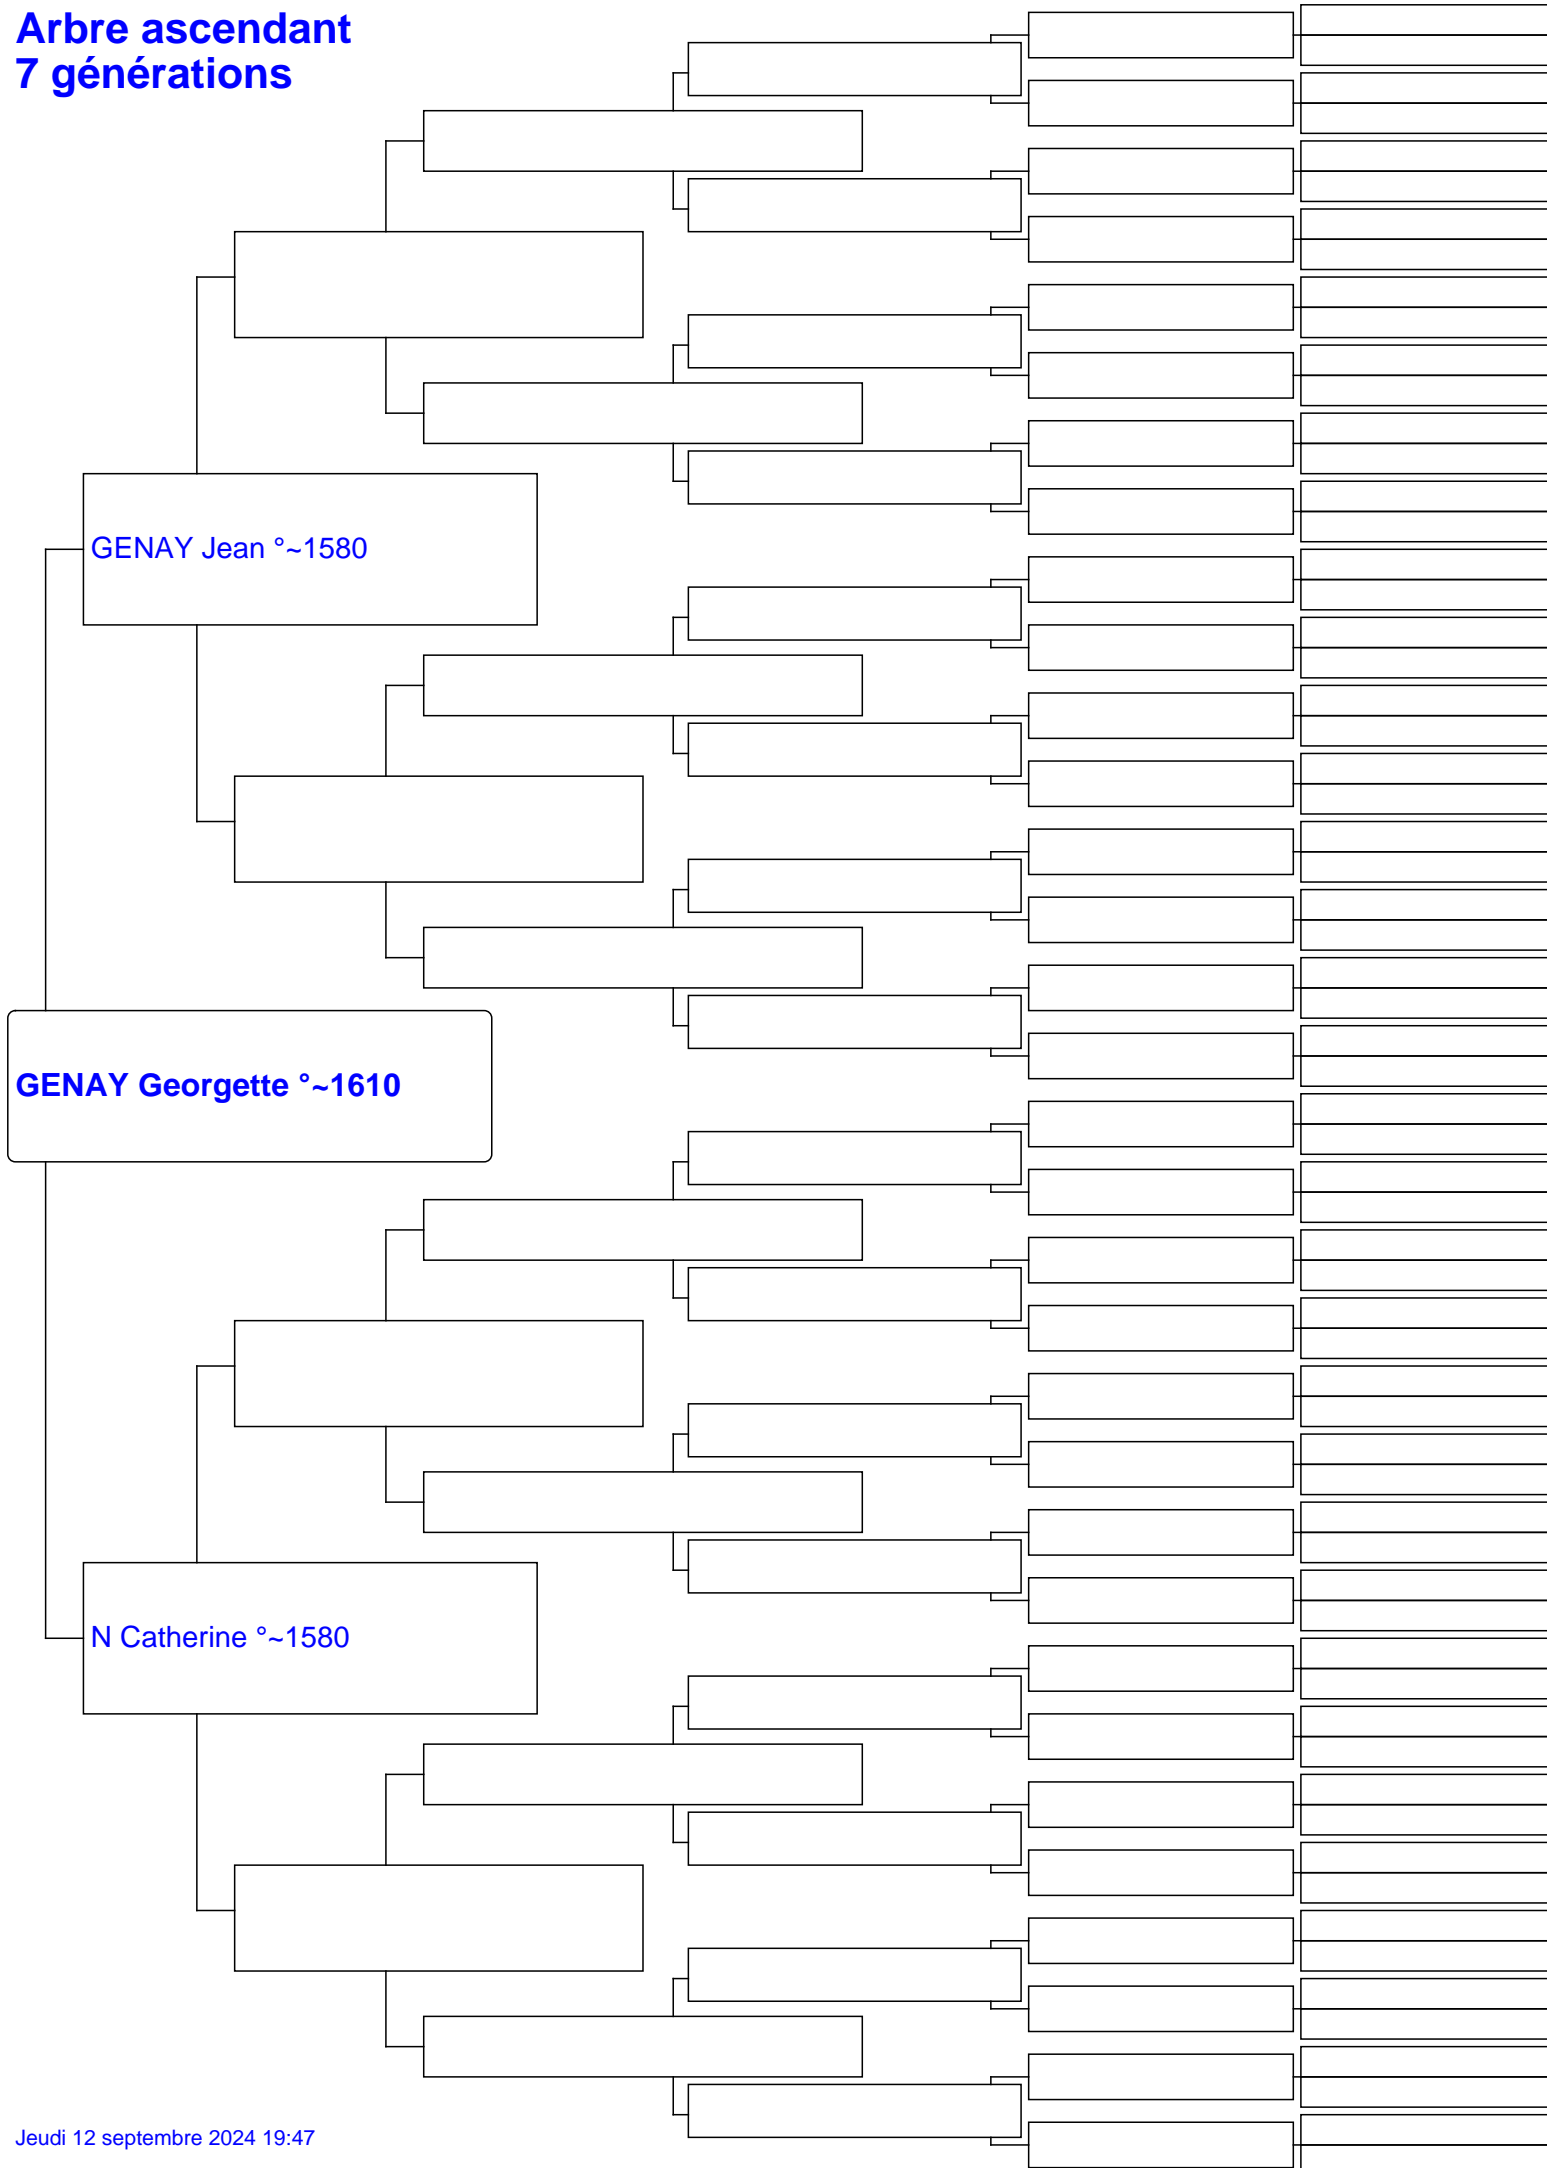 Arbre ascendant
7 générations
GENAY Jean °~1580
GENAY Georgette °~1610
N Catherine °~1580
Jeudi 12 septembre 2024 19:47